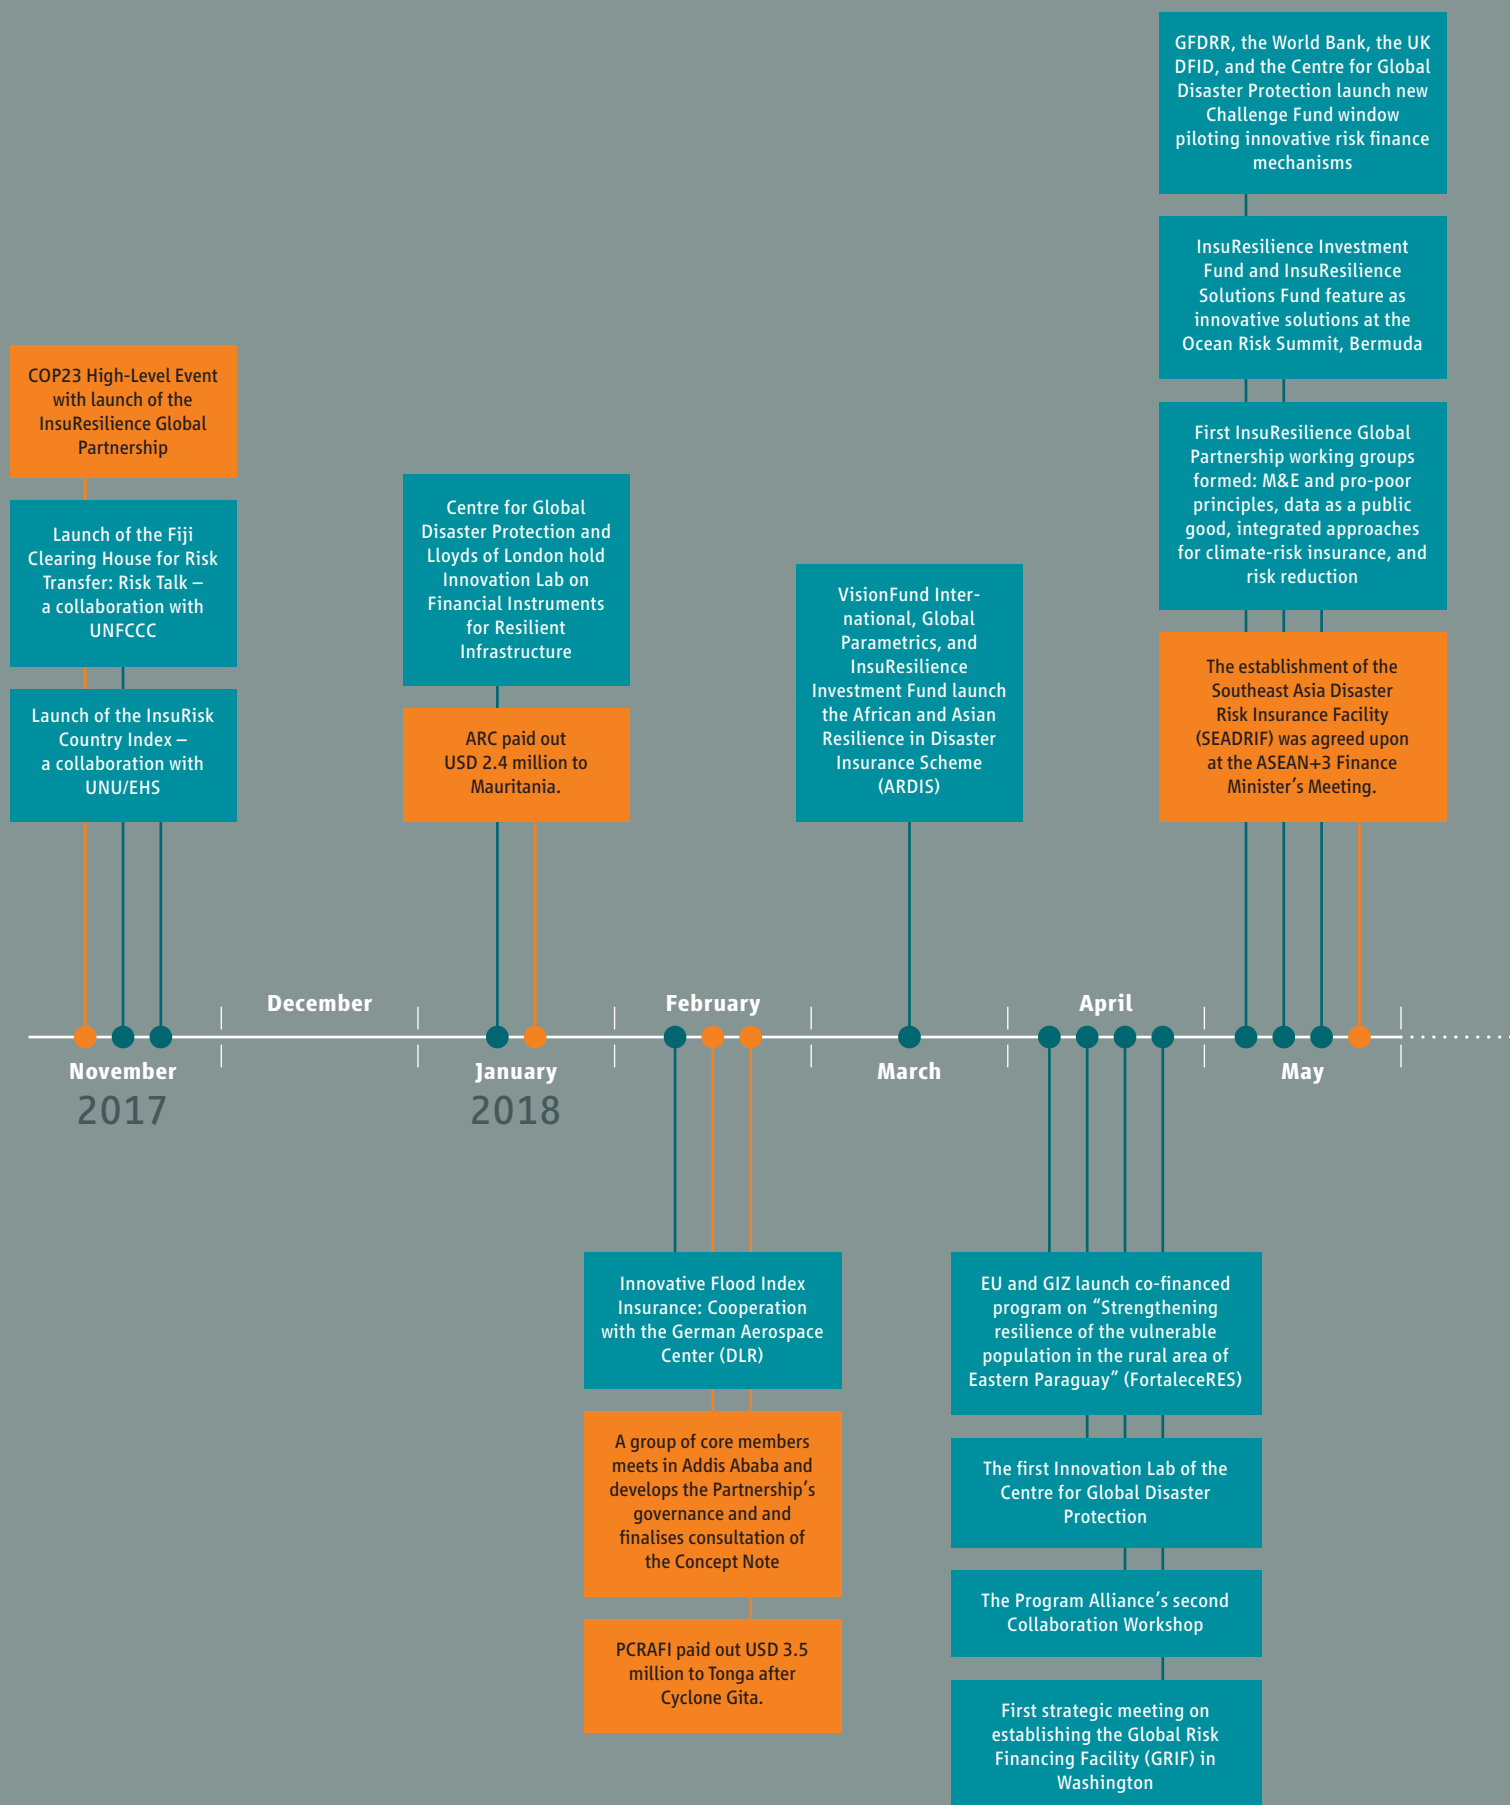 COP23 High-Level Event
with launch of the
InsuResilience Global
Partnership
Launch of the Fiji
Clearing House for Risk
Transfer: Risk Talk –
a collaboration with
UNFCCC
Launch of the InsuRisk
Country Index –
a collaboration with
UNU/EHS
Centre for Global
Disaster Protection and
Lloyds of London hold
Innovation Lab on
Financial Instruments
for Resilient
Infrastructure
ARC paid out
USD 2.4 million to
Mauritania.
VisionFund Inter-
national, Global
Parametrics, and
InsuResilience
Investment Fund launch
the African and Asian
Resilience in Disaster
Insurance Scheme
(ARDIS)
GFDRR, the World Bank, the UK
DFID, and the Centre for Global
Disaster Protection launch new
Challenge Fund window
piloting innovative risk finance
mechanisms
InsuResilience Investment
Fund and InsuResilience
Solutions Fund feature as
innovative solutions at the
Ocean Risk Summit, Bermuda
First InsuResilience Global
Partnership working groups
formed: M&E and pro-poor
principles, data as a public
good, integrated approaches
for climate-risk insurance, and
risk reduction
The establishment of the
Southeast Asia Disaster
Risk Insurance Facility
(SEADRIF) was agreed upon
at the ASEAN+3 Finance
Minister’s Meeting.
December
February
April
November
2017
January
2018
March
May
Innovative Flood Index
Insurance: Cooperation
with the German Aerospace
Center (DLR)
A group of core members
meets in Addis Ababa and
develops the Partnership’s
governance and and
finalises consultation of
the Concept Note
PCRAFI paid out USD 3.5
million to Tonga after
Cyclone Gita.
EU and GIZ launch co-financed
program on “Strengthening
resilience of the vulnerable
population in the rural area of
Eastern Paraguay” (FortaleceRES)
The first Innovation Lab of the
Centre for Global Disaster
Protection
The Program Alliance’s second
Collaboration Workshop
First strategic meeting on
establishing the Global Risk
Financing Facility (GRIF) in
Washington